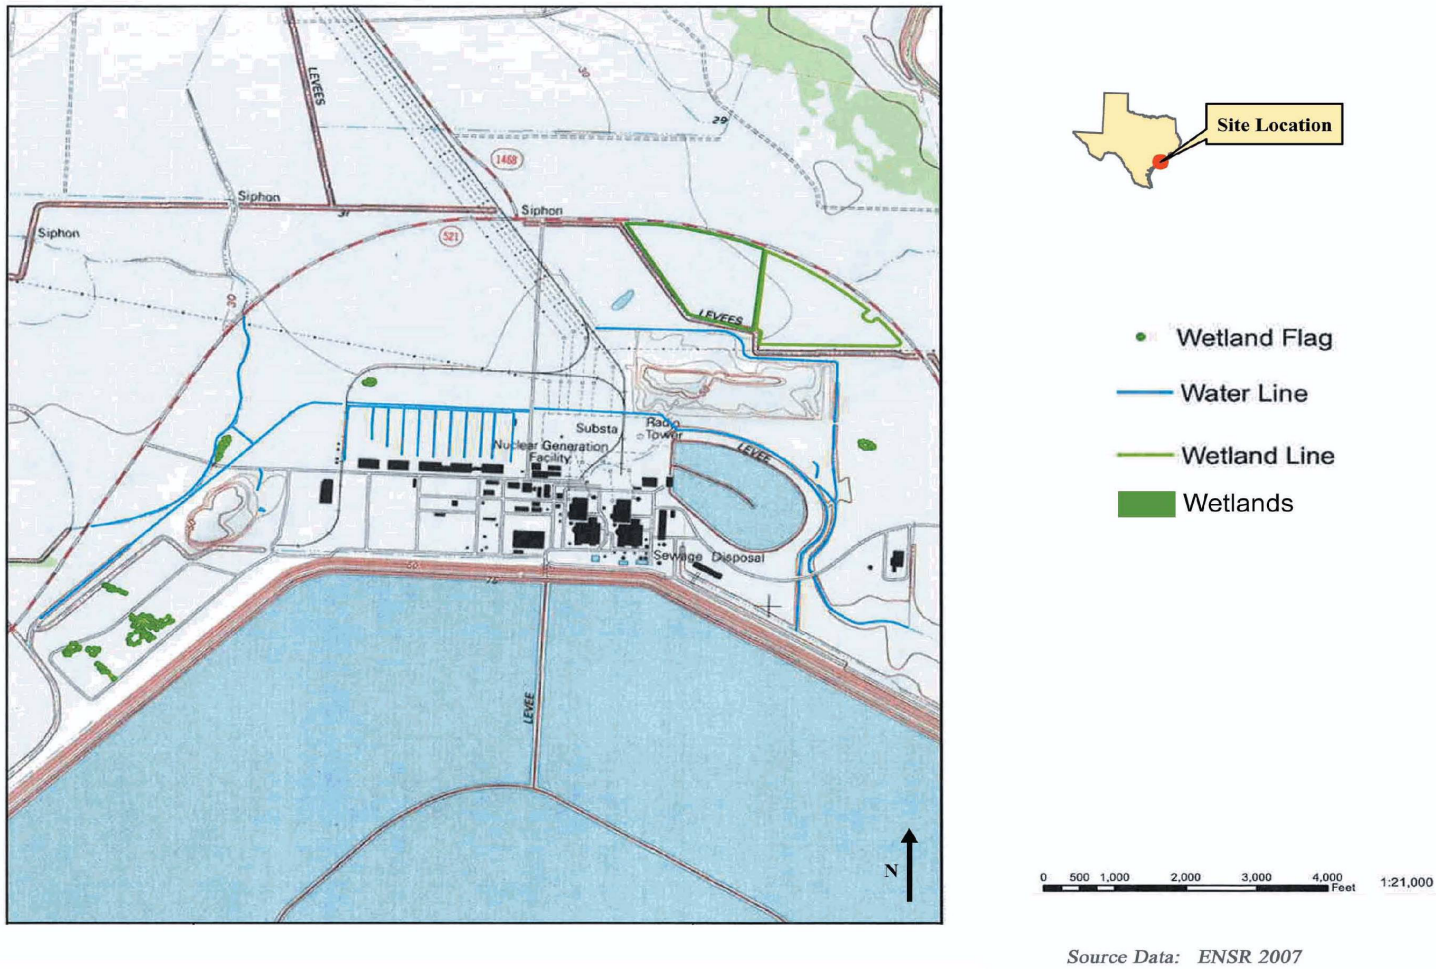 LEVEES
30
29
1468
Siphon
31
Siphon
Siphon
521
30
LEVEES
Substa
Radio
Tower
Nuclear Generation
Facility
LEVEE
Sewage Disposal
LEVEE
N
Site Location
Wetland Flag
Water Line
Wetland Line
Wetlands
0 500 1,000 2,000 3,000 4,000
Feet
1:21,000
Source Data: ENSR 2007